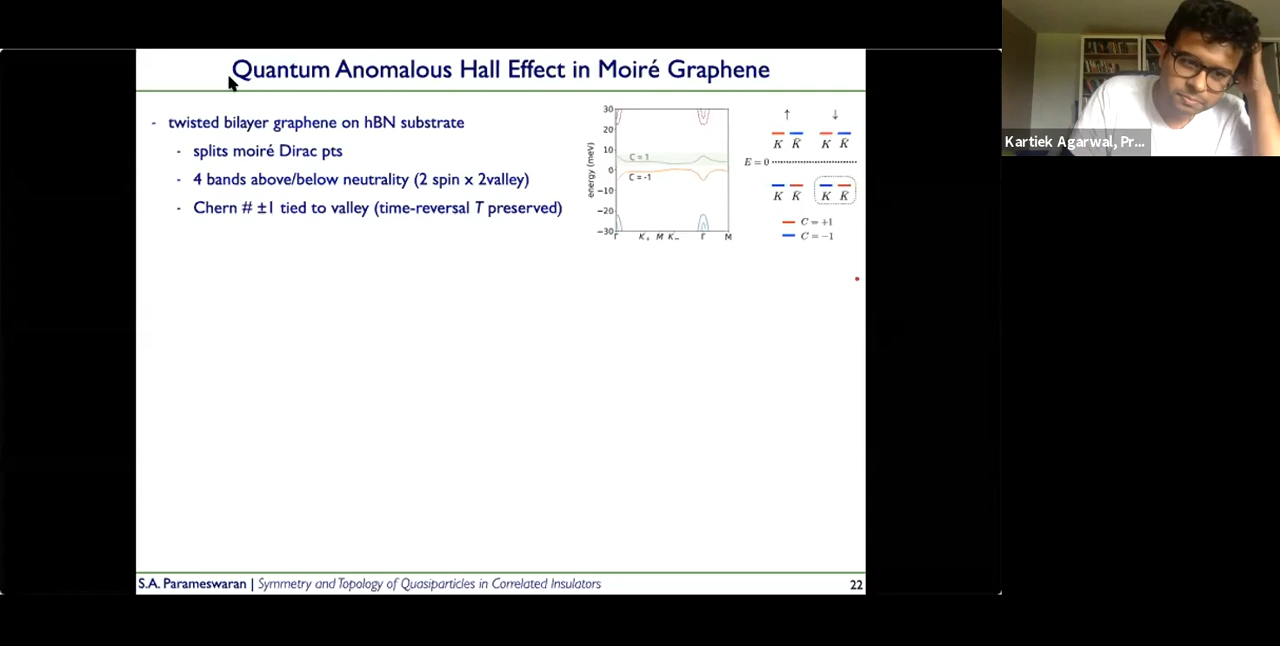 Quantum Anomalous Hall Effect in Moiré Graphene
- twisted bilayer graphene on hBN substrate
- splits moiré Dirac pts
- 4 bands above/below neutrality (2 spin x 2valley)
- Chern # ±1 tied to valley (time-reversal T preserved)
energy (meV)
30
20
10
0
−10
−20
−30
C = 1
C = -1
Γ K₊ M K₋ Γ M
↑ ↓
K K̄ K K̄
E = 0
K K̄ K K̄
C = +1
C = −1
Kartiek Agarwal, Pr...
S.A. Parameswaran | Symmetry and Topology of Quasiparticles in Correlated Insulators
22